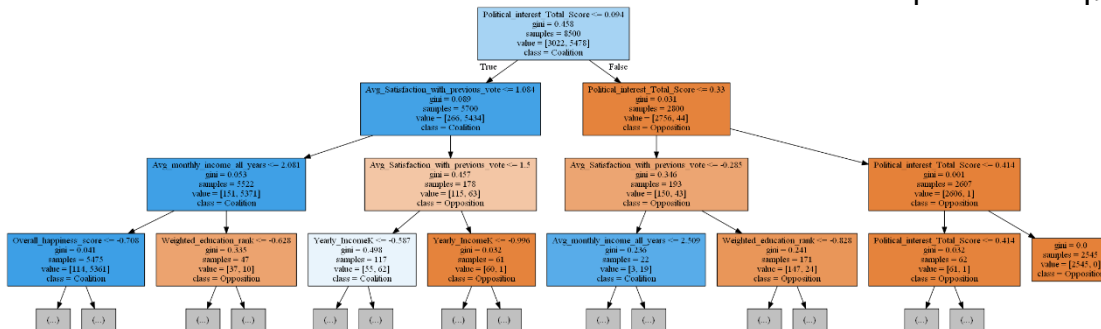 Political_interest_Total_Score <= 0.094
gini = 0.458
samples = 8500
value = [3022, 5478]
class = Coalition
True
False
Avg_Satisfaction_with_previous_vote <= 1.084
gini = 0.089
samples = 5700
value = [266, 5434]
class = Coalition
Political_interest_Total_Score <= 0.33
gini = 0.031
samples = 2800
value = [2756, 44]
class = Opposition
Avg_monthly_income_all_years <= 2.081
gini = 0.053
samples = 5522
value = [151, 5371]
class = Coalition
Avg_Satisfaction_with_previous_vote <= 1.5
gini = 0.457
samples = 178
value = [115, 63]
class = Opposition
Avg_Satisfaction_with_previous_vote <= -0.285
gini = 0.346
samples = 193
value = [150, 43]
class = Opposition
Political_interest_Total_Score <= 0.414
gini = 0.001
samples = 2607
value = [2606, 1]
class = Opposition
Overall_happiness_score <= -0.708
gini = 0.041
samples = 5475
value = [114, 5361]
class = Coalition
Weighted_education_rank <= -0.628
gini = 0.335
samples = 47
value = [37, 10]
class = Opposition
Yearly_IncomeK <= -0.587
gini = 0.498
samples = 117
value = [55, 62]
class = Coalition
Yearly_IncomeK <= -0.996
gini = 0.032
samples = 61
value = [60, 1]
class = Opposition
Avg_monthly_income_all_years <= 2.509
gini = 0.236
samples = 22
value = [3, 19]
class = Coalition
Weighted_education_rank <= -0.828
gini = 0.241
samples = 171
value = [147, 24]
class = Opposition
Political_interest_Total_Score <= 0.414
gini = 0.032
samples = 62
value = [61, 1]
class = Opposition
gini = 0.0
samples = 2545
value = [2545, 0]
class = Opposition
(...) (...) (...) (...) (...) (...) (...) (...) (...) (...) (...) (...) (...) (...)